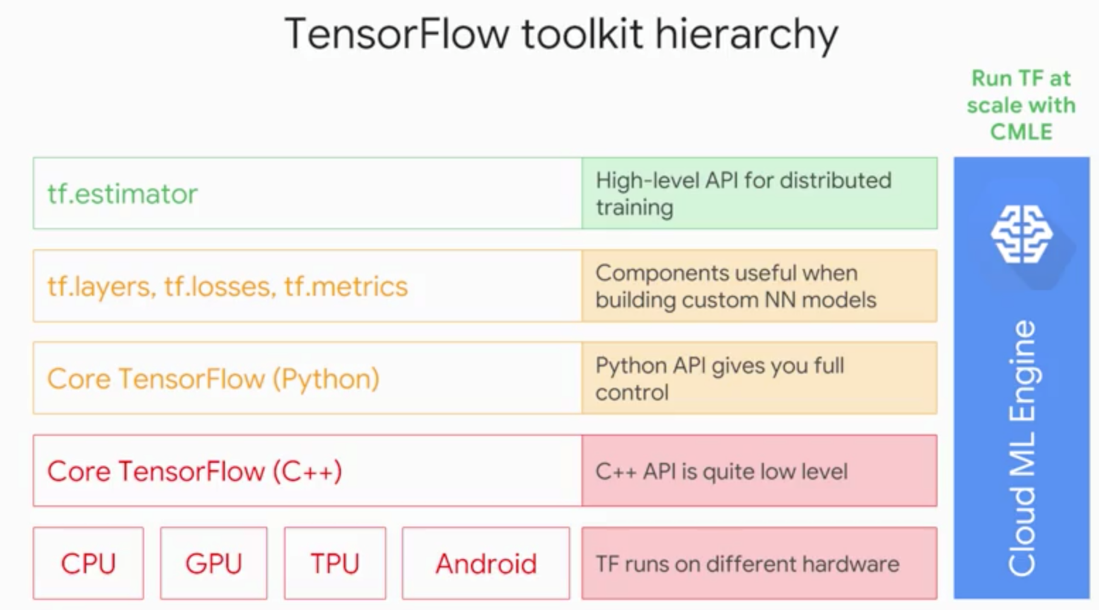 TensorFlow toolkit hierarchy
Run TF at
scale with
CMLE
tf.estimator
High-level API for distributed
training
tf.layers, tf.losses, tf.metrics
Components useful when
building custom NN models
Core TensorFlow (Python)
Python API gives you full
control
Core TensorFlow (C++)
C++ API is quite low level
CPU
GPU
TPU
Android
TF runs on different hardware
Cloud ML Engine